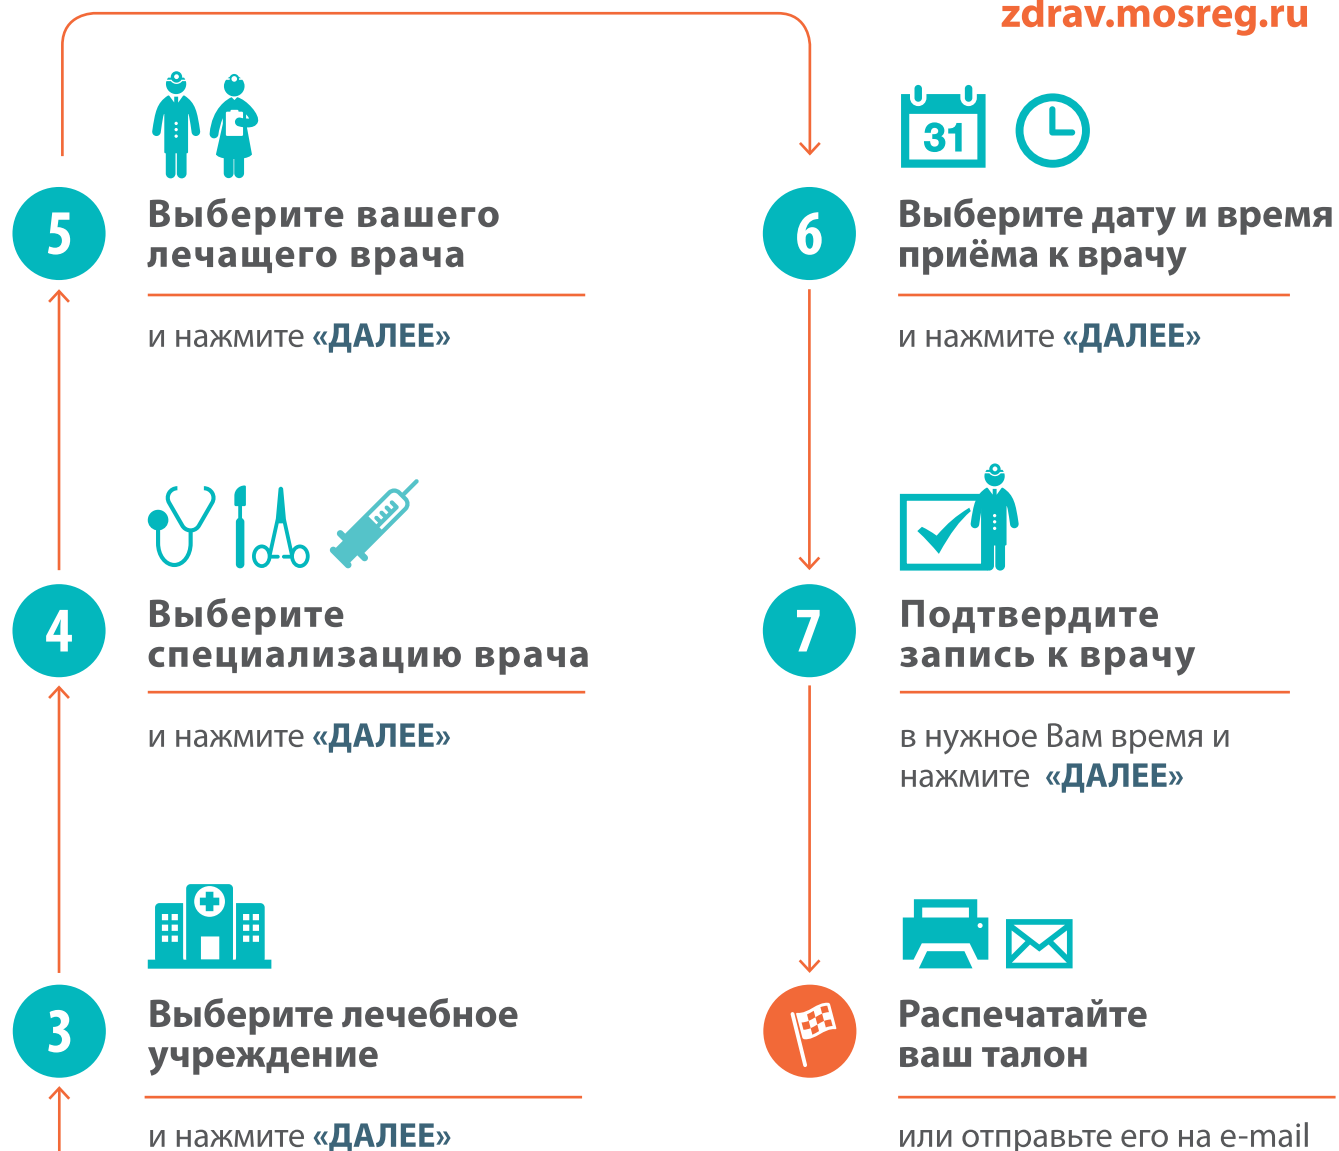 zdrav.mosreg.ru
5
Выберите вашего
лечащего врача
и нажмите «ДАЛЕЕ»
31
6
Выберите дату и время
приёма к врачу
и нажмите «ДАЛЕЕ»
4
Выберите
специализацию врача
и нажмите «ДАЛЕЕ»
7
Подтвердите
запись к врачу
в нужное Вам время и
нажмите «ДАЛЕЕ»
3
Выберите лечебное
учреждение
и нажмите «ДАЛЕЕ»
Распечатайте
ваш талон
или отправьте его на e-mail